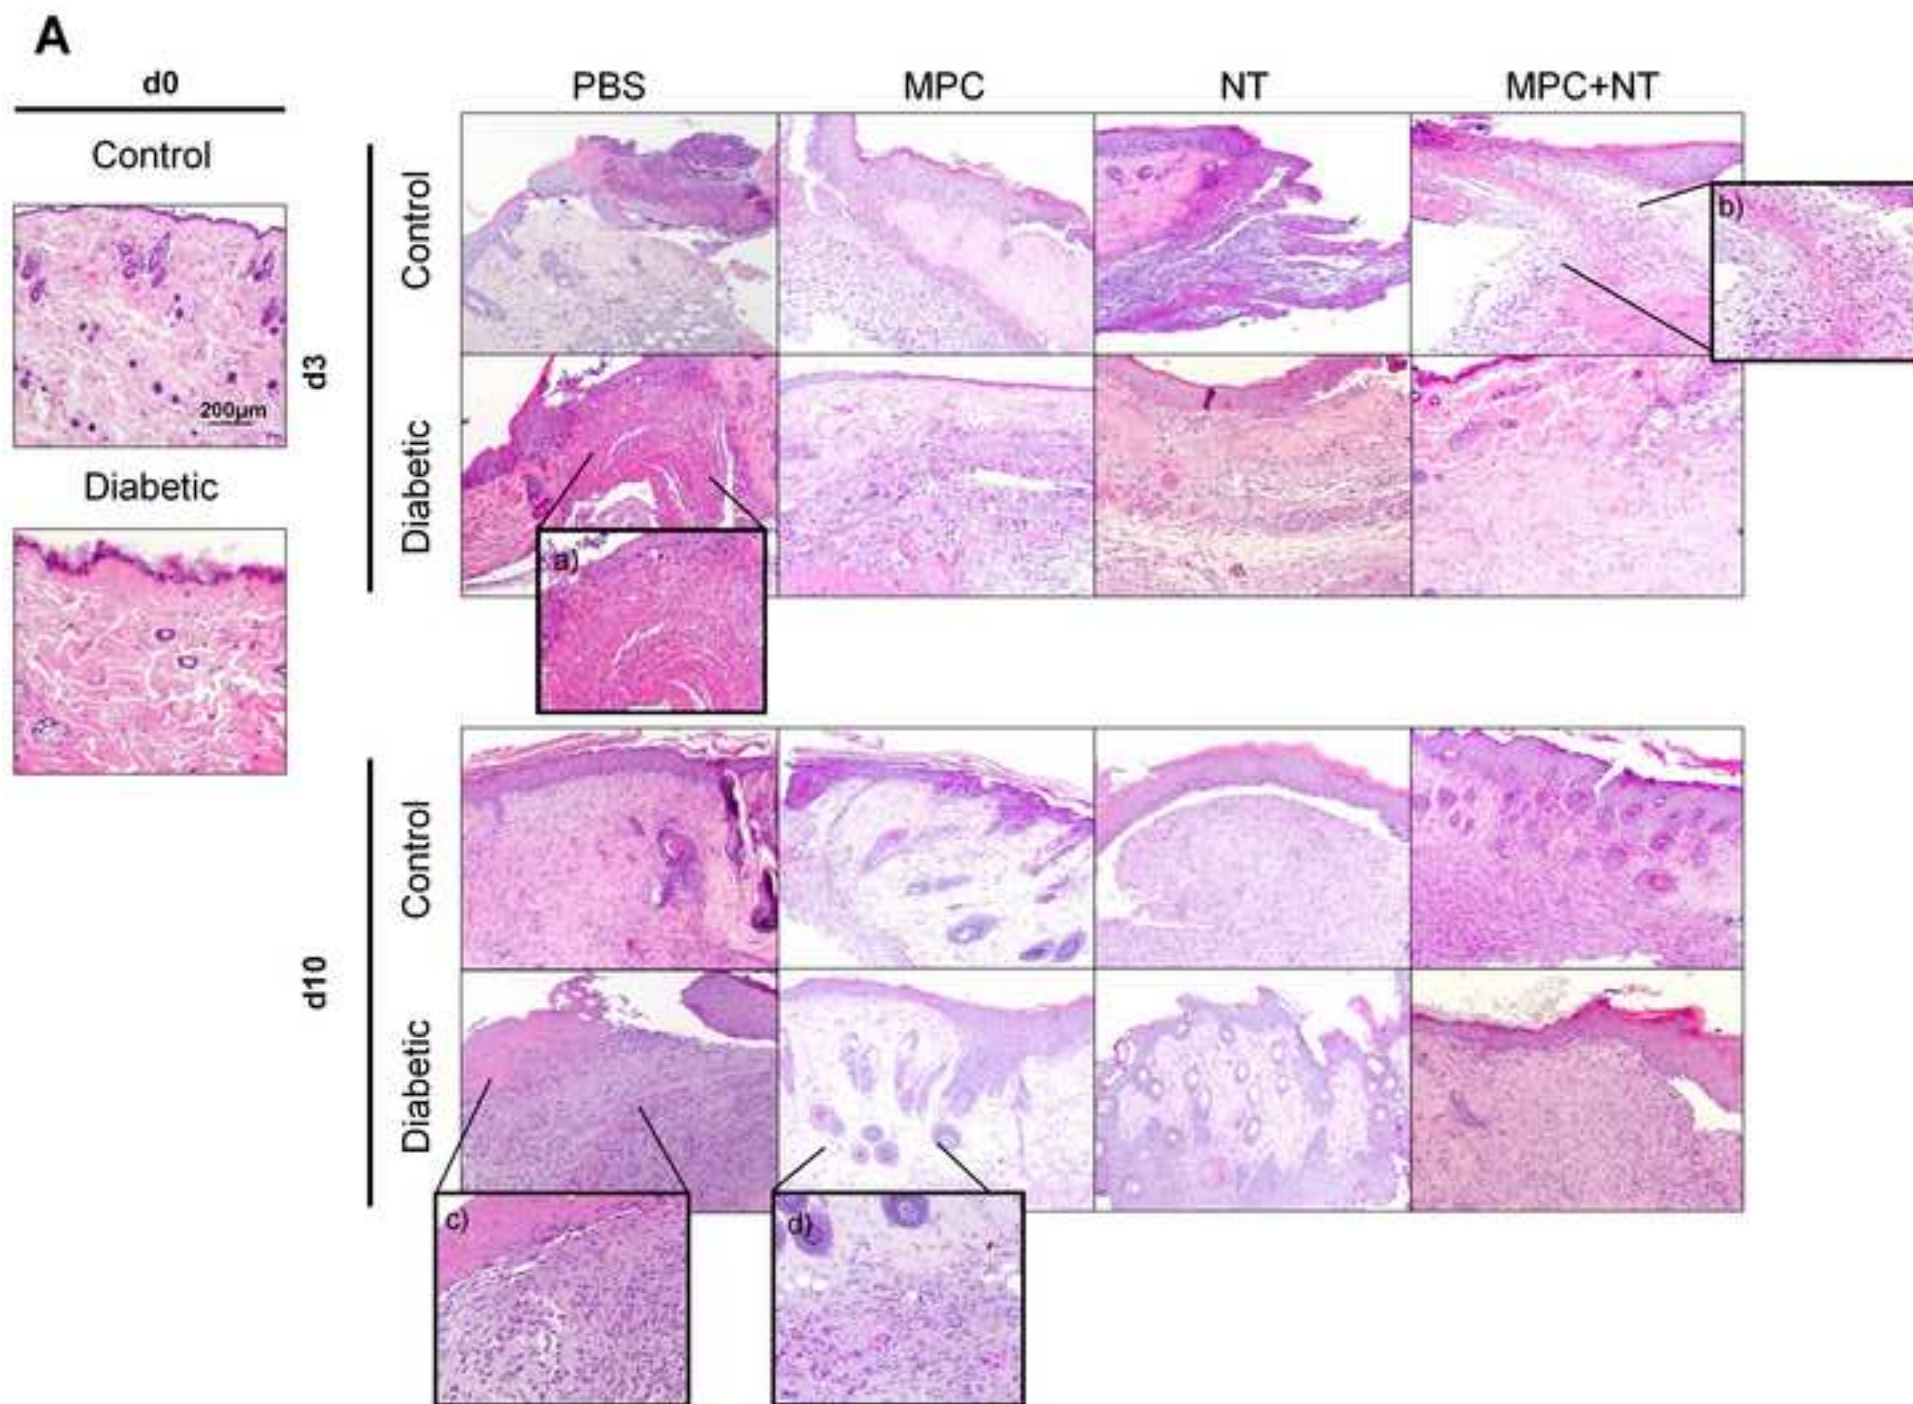 A
d0
Control
200µm
Diabetic
PBS MPC NT MPC+NT
d3
Control
b)
Diabetic
a)
d10
Control
Diabetic
c)
d)